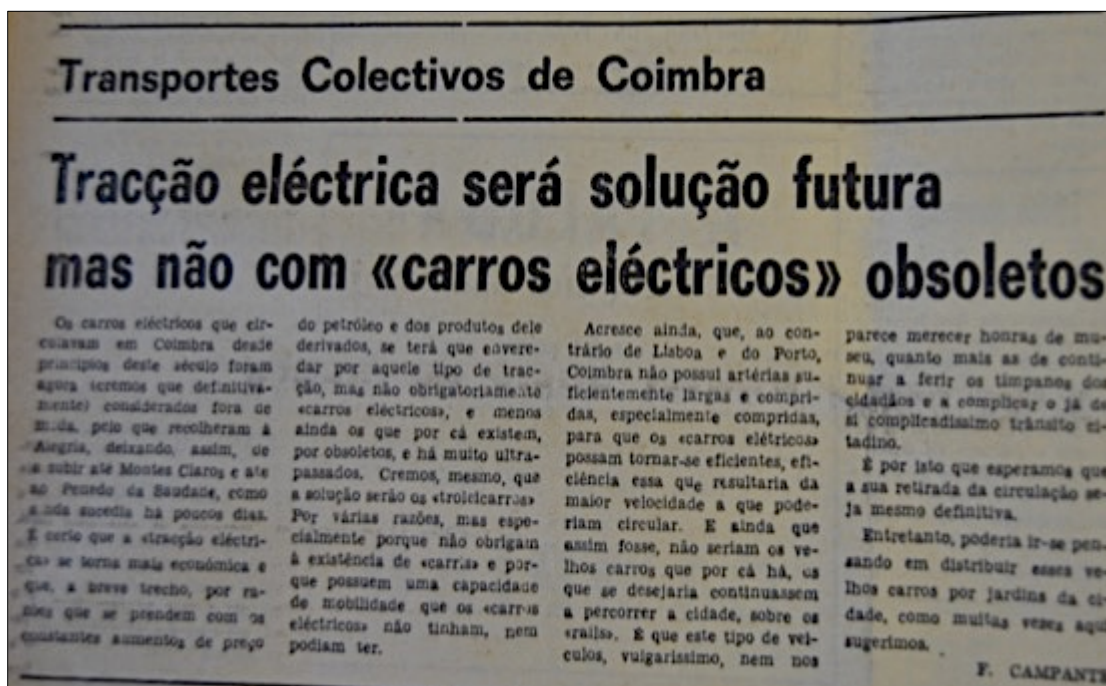 Transportes Colectivos de Coimbra
Tracção eléctrica será solução futura
mas não com «carros eléctricos» obsoletos
Os carros eléctricos que cir-
culavam em Coimbra desde
princípios deste século foram
agora (cremos que definitiva-
mente) considerados fora de
moda, pelo que recolheram à
Alegria, deixando, assim, de
a subir até Montes Claros e até
ao Penedo da Saudade, como
ainda sucedia há poucos dias.
É certo que a «tracção eléctri-
ca» se torna mais económica e
que, a breve trecho, por ra-
zões que se prendem com os
constantes aumentos de preço
do petróleo e dos produtos dele
derivados, se terá que envere-
dar por aquele tipo de trac-
ção, mas não obrigatoriamente
«carros eléctricos», e menos
ainda os que por cá existem,
por obsoletos, e há muito ultra-
passados. Cremos, mesmo, que
a solução serão os «troleicarros»
Por várias razões, mas espe-
cialmente porque não obrigam
à existência de «carris» e por-
que possuem uma capacidade
de mobilidade que os «carros
eléctricos» não tinham, nem
podiam ter.
Acresce ainda, que, ao con-
trário de Lisboa e do Porto,
Coimbra não possui artérias su-
ficientemente largas e compri-
das, especialmente compridas,
para que os «carros elétricos»
possam tornar-se eficientes, efi-
ciência essa que resultaria da
maior velocidade a que pode-
riam circular. E ainda que
assim fosse, não seriam os ve-
lhos carros que por cá há, os
que se desejaria continuassem
a percorrer a cidade, sobre os
«rails». É que este tipo de veí-
culos, vulgaríssimo, nem nos
parece merecer honras de mu-
seu, quanto mais as de conti-
nuar a ferir os tímpanos dos
cidadãos e a complicar o já de
si complicadíssimo trânsito ci-
tadino.
É por isto que esperamos que
a sua retirada da circulação se-
ja mesmo definitiva.
Entretanto, poderia ir-se pen-
sando em distribuir esses ve-
lhos carros por jardins da ci-
dade, como muitas vezes aqui
sugerimos.
F. CAMPANTE